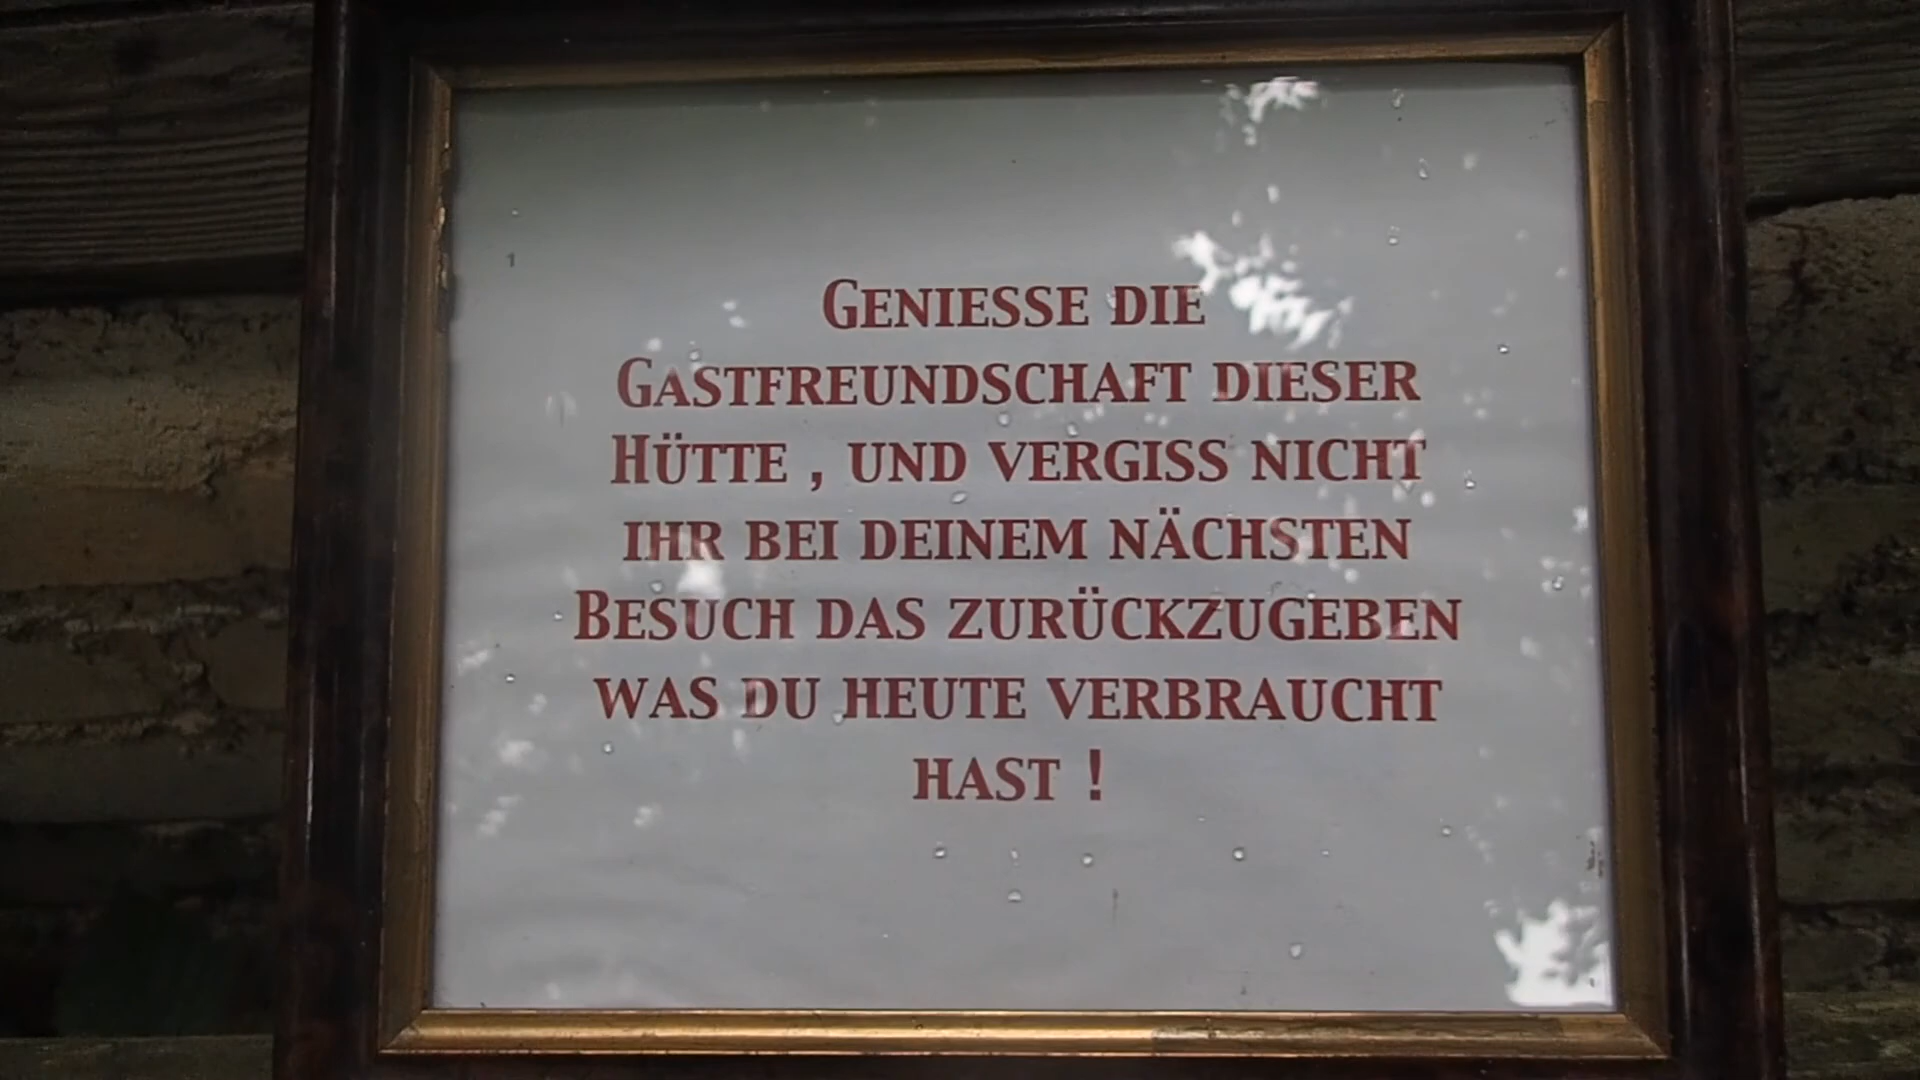 Geniesse die
Gastfreundschaft dieser
Hütte , und vergiss nicht
ihr bei deinem nächsten
Besuch das zurückzugeben
was du heute verbraucht
hast !